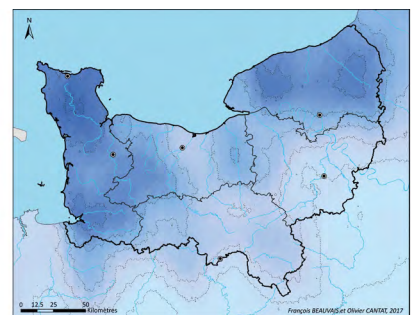 N
0 12.5 25 50
Kilomètres
François BEAUVAIS et Olivier CANTAT, 2017